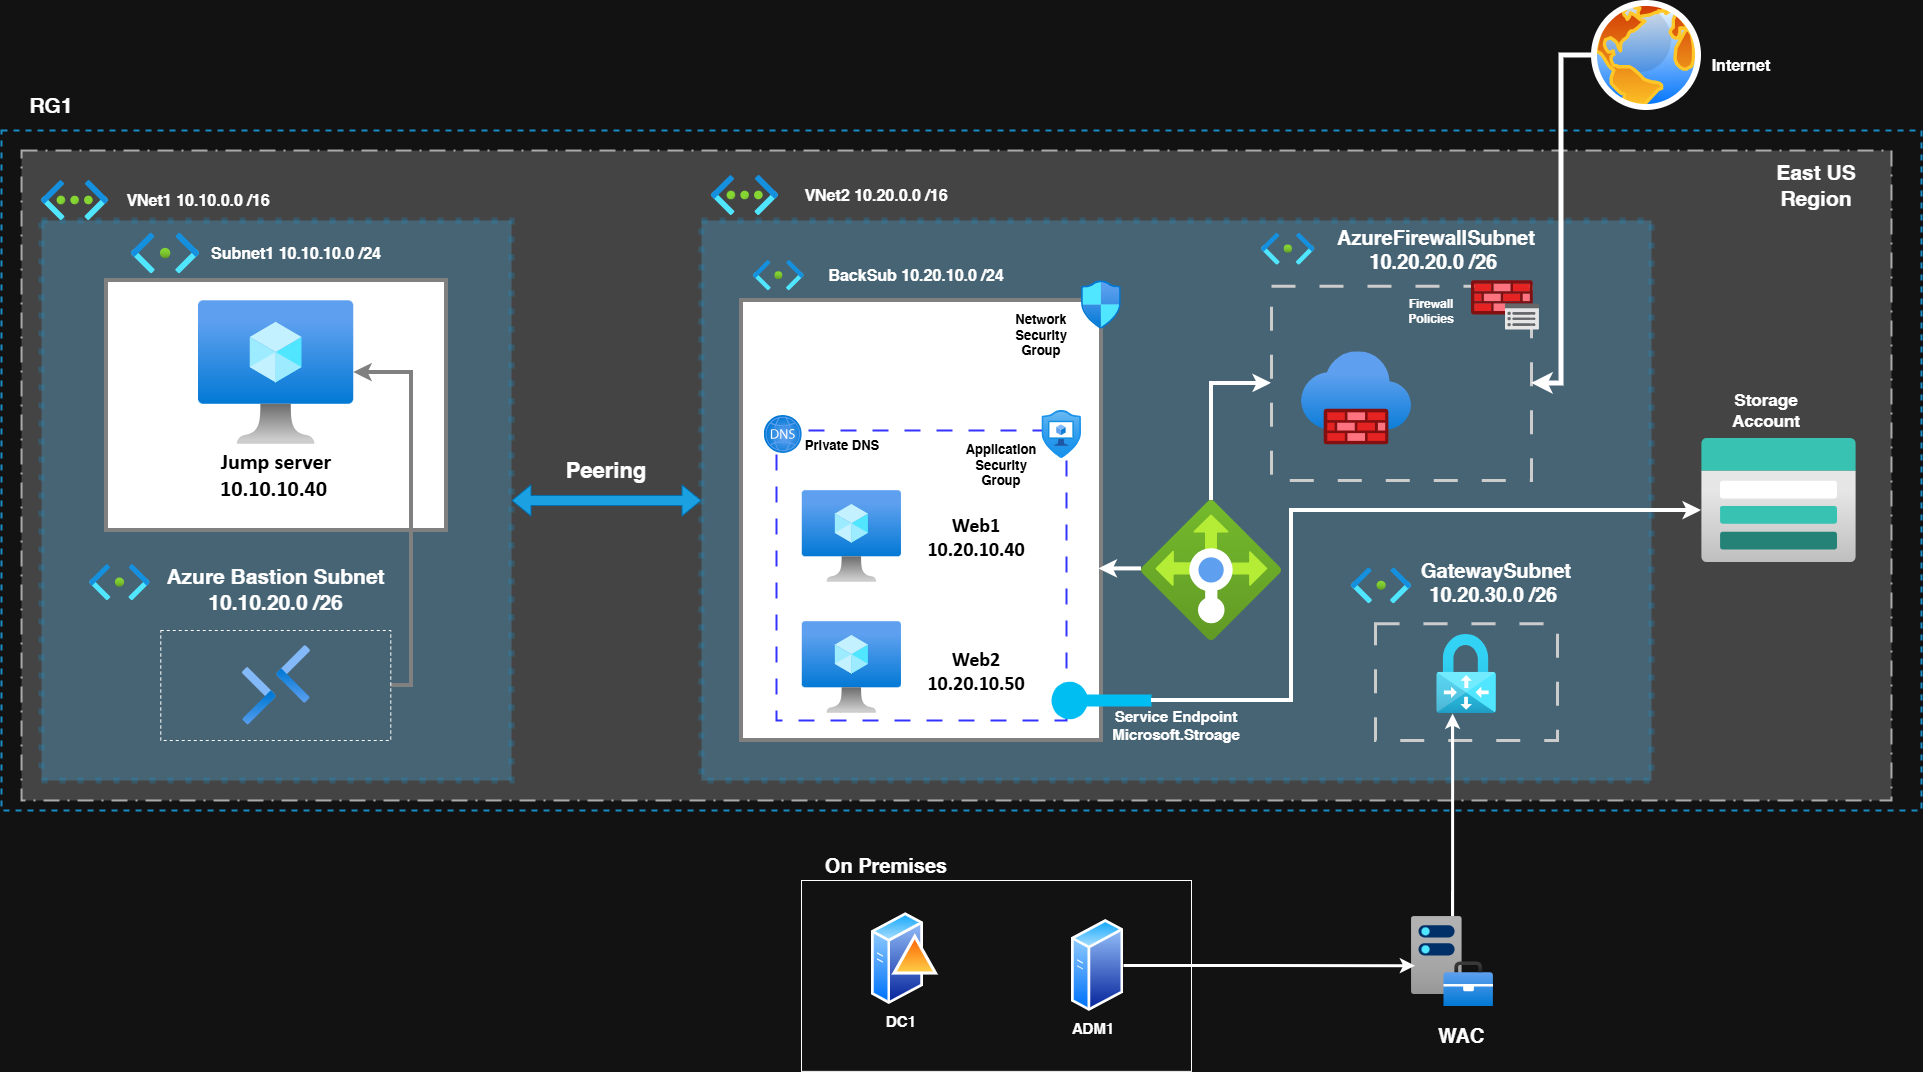 Internet
RG1
East US
Region
VNet1 10.10.0.0 /16
VNet2 10.20.0.0 /16
Subnet1 10.10.10.0 /24
Jump server
10.10.10.40
Azure Bastion Subnet
10.10.20.0 /26
Peering
BackSub 10.20.10.0 /24
Network
Security
Group
DNS
Private DNS
Application
Security
Group
Web1
10.20.10.40
Web2
10.20.10.50
Service Endpoint
Microsoft.Stroage
AzureFirewallSubnet
10.20.20.0 /26
Firewall
Policies
Storage
Account
GatewaySubnet
10.20.30.0 /26
On Premises
DC1
ADM1
WAC